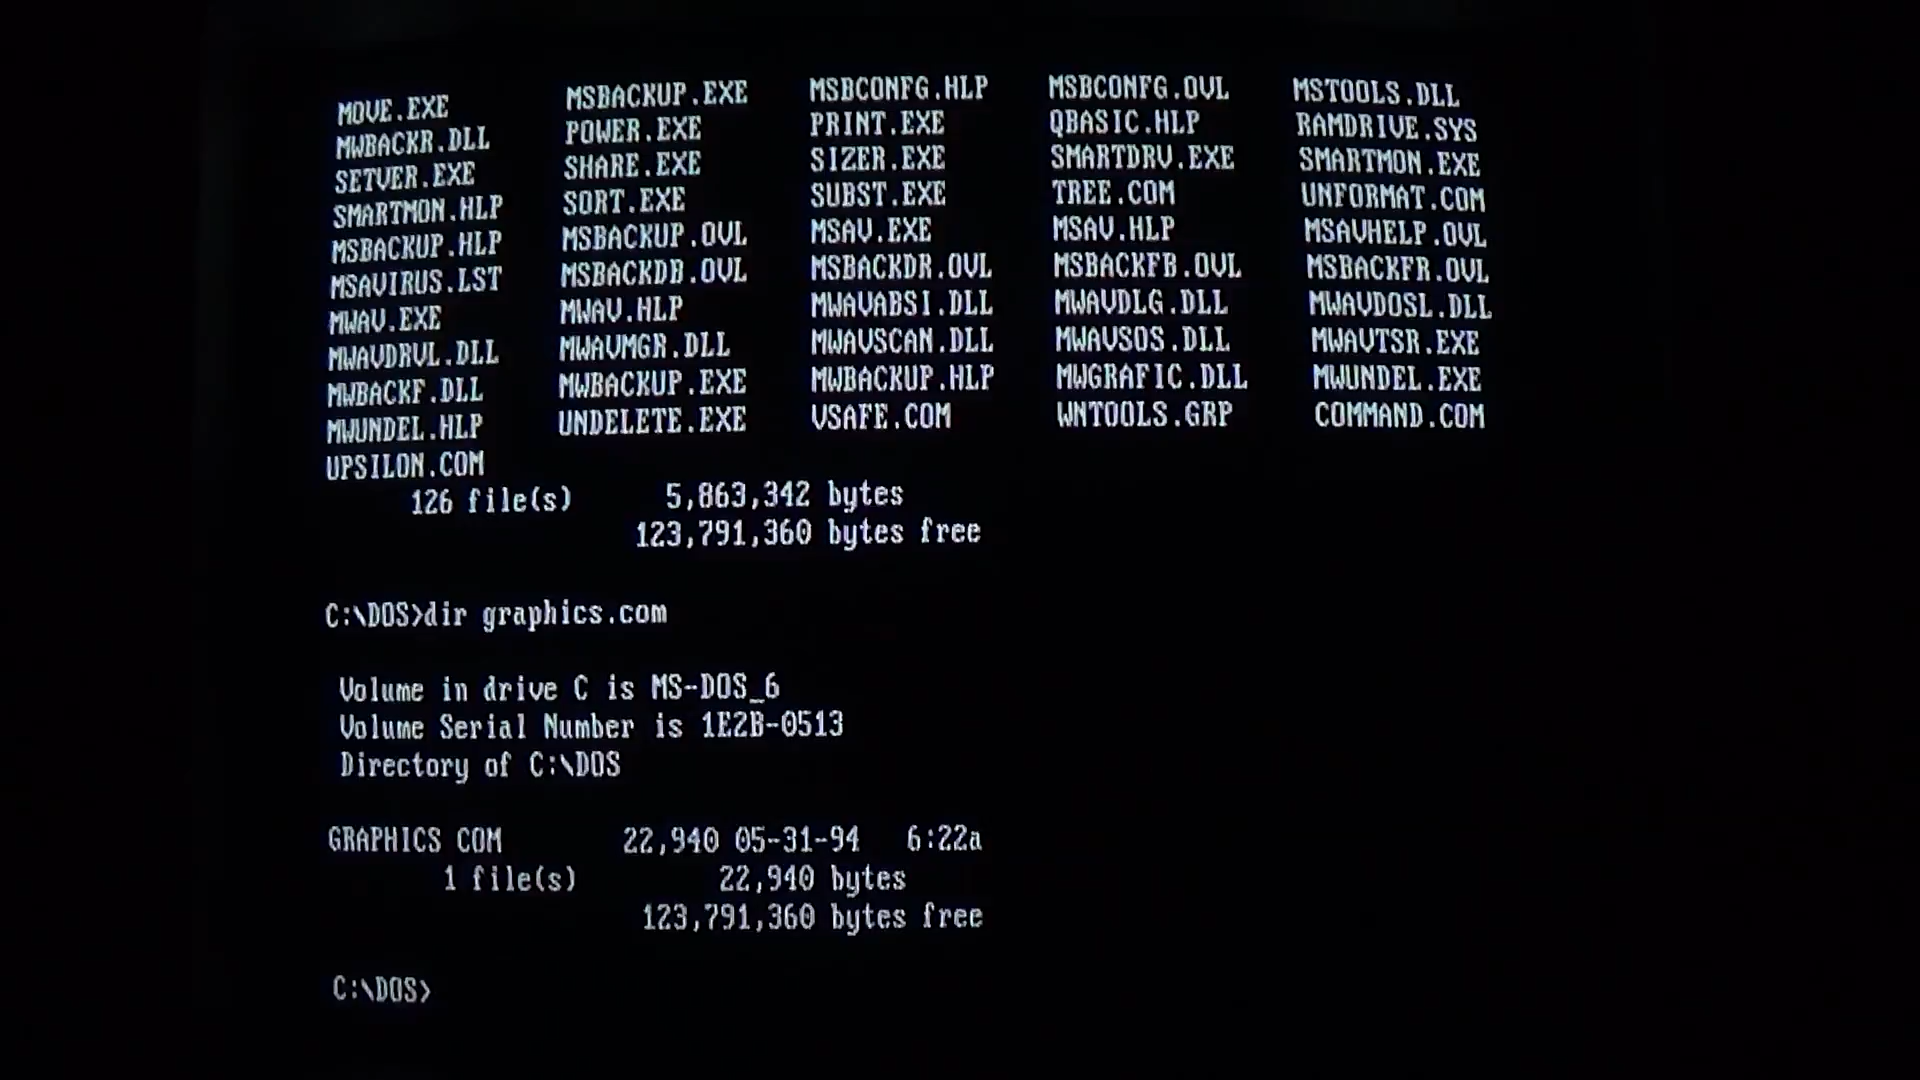 MOVE.EXE MSBACKUP.EXE MSBCONFG.HLP MSBCONFG.OVL MSTOOLS.DLL
MWBACKR.DLL POWER.EXE PRINT.EXE QBASIC.HLP RAMDRIVE.SYS
SETVER.EXE SHARE.EXE SIZER.EXE SMARTDRV.EXE SMARTMON.EXE
SMARTMON.HLP SORT.EXE SUBST.EXE TREE.COM UNFORMAT.COM
MSBACKUP.HLP MSBACKUP.OVL MSAV.EXE MSAV.HLP MSAVHELP.OVL
MSAVIRUS.LST MSBACKDB.OVL MSBACKDR.OVL MSBACKFB.OVL MSBACKFR.OVL
MWAV.EXE MWAV.HLP MWAVABSI.DLL MWAVDLG.DLL MWAVDOSL.DLL
MWAVDRVL.DLL MWAVMGR.DLL MWAVSCAN.DLL MWAVSOS.DLL MWAVTSR.EXE
MWBACKF.DLL MWBACKUP.EXE MWBACKUP.HLP MWGRAFIC.DLL MWUNDEL.EXE
MWUNDEL.HLP UNDELETE.EXE VSAFE.COM WNTOOLS.GRP COMMAND.COM
UPSILON.COM
126 file(s) 5,863,342 bytes
123,791,360 bytes free
C:\DOS>dir graphics.com
Volume in drive C is MS-DOS_6
Volume Serial Number is 1E2B-0513
Directory of C:\DOS
GRAPHICS COM 22,940 05-31-94 6:22a
1 file(s) 22,940 bytes
123,791,360 bytes free
C:\DOS>